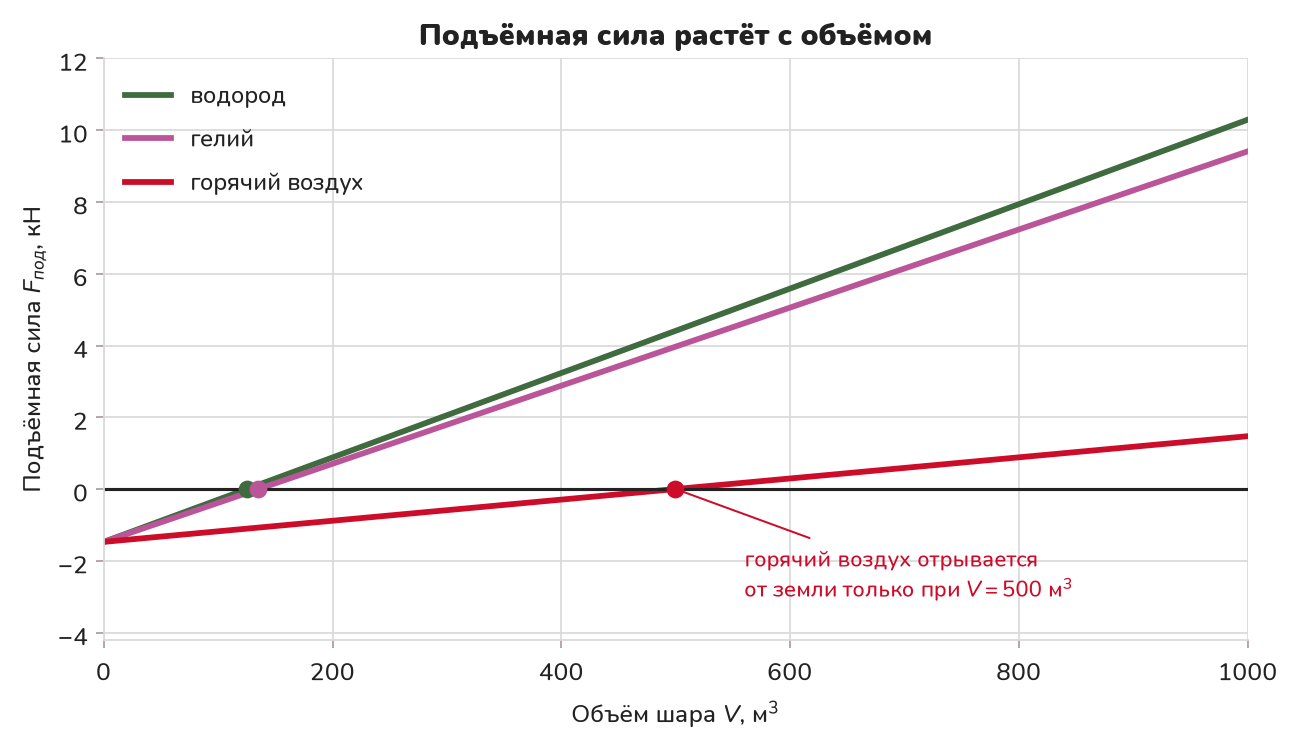 Подъёмная сила растёт с объёмом
12
10
8
6
4
2
0
−2
−4
Подъёмная сила Fпод, кН
водород
гелий
горячий воздух
горячий воздух отрывается
от земли только при V = 500 м³
0 200 400 600 800 1000
Объём шара V, м³